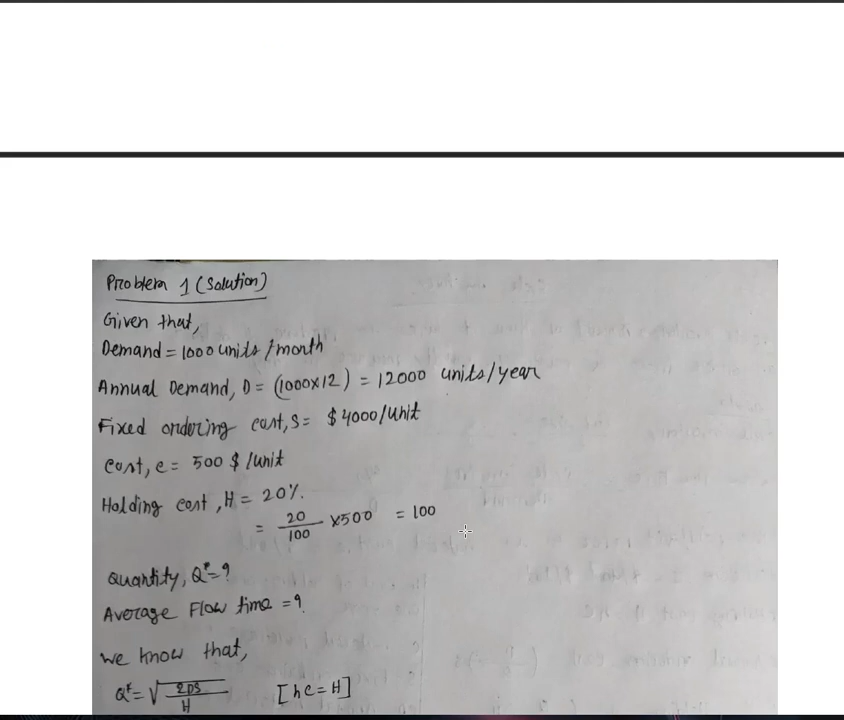 Problem 1 (Solution)
Given that,
Demand = 1000 units/month
Annual Demand, D = (1000×12) = 12000 units/year
Fixed ordering cost, S = $4000/Unit
Cost, c = 500 $ /unit
Holding cost, H = 20%.
= 20/100 ×500 = 100
Quantity, Q* = ?
Average Flow time = ?
We know that,
Q* = √2DS/H [hc = H]